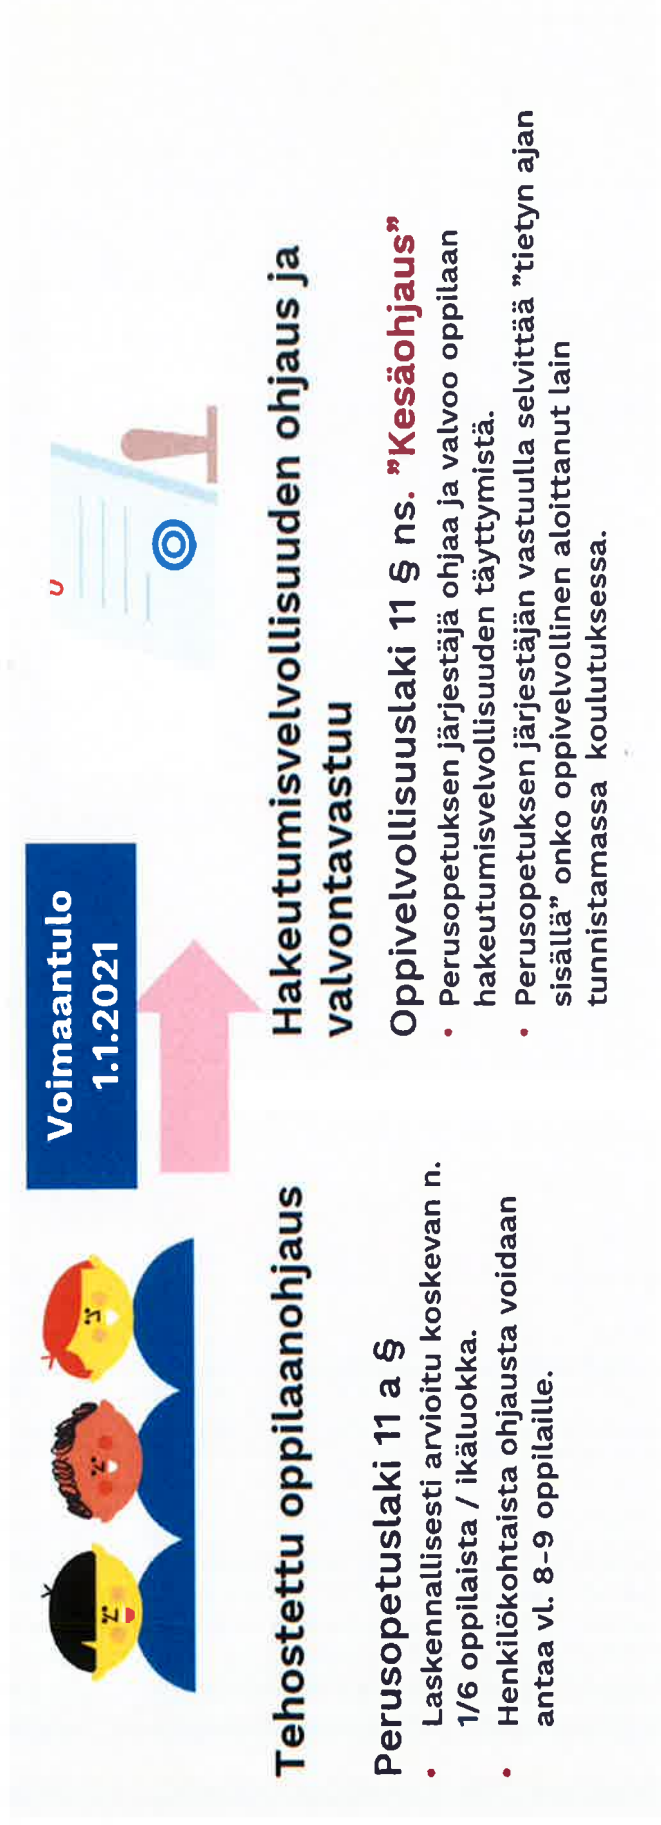 Voimaantulo
1.1.2021
Tehostettu oppilaanohjaus
Perusopetuslaki 11 a §
• Laskennallisesti arvioitu koskevan n.
1/6 oppilaista / ikäluokka.
• Henkilökohtaista ohjausta voidaan
antaa vl. 8-9 oppilaille.
Hakeutumisvelvollisuuden ohjaus ja
valvontavastuu
Oppivelvollisuuslaki 11 § ns. ”Kesäohjaus”
• Perusopetuksen järjestäjä ohjaa ja valvoo oppilaan
hakeutumisvelvollisuuden täyttymistä.
• Perusopetuksen järjestäjän vastuulla selvittää ”tietyn ajan
sisällä” onko oppivelvollinen aloittanut lain
tunnistamassa koulutuksessa.